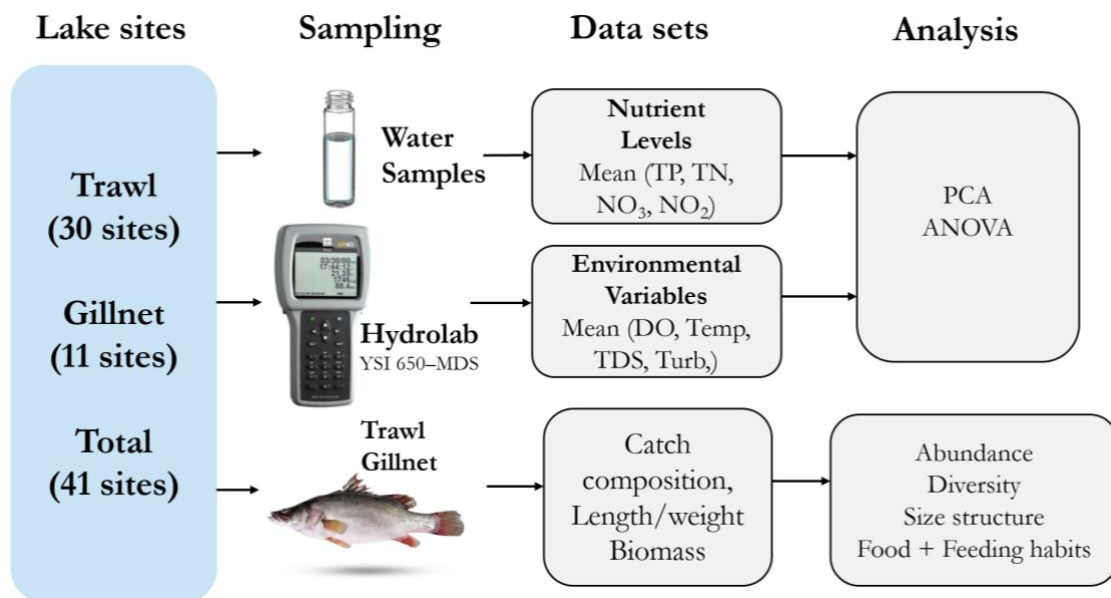 Lake sites
Sampling
Data sets
Analysis
Trawl
(30 sites)
Gillnet
(11 sites)
Total
(41 sites)
Water
Samples
Hydrolab
YSI 650–MDS
Trawl
Gillnet
Nutrient
Levels
Mean (TP, TN,
NO₃, NO₂)
Environmental
Variables
Mean (DO, Temp,
TDS, Turb,)
Catch
composition,
Length/weight
Biomass
PCA
ANOVA
Abundance
Diversity
Size structure
Food + Feeding habits